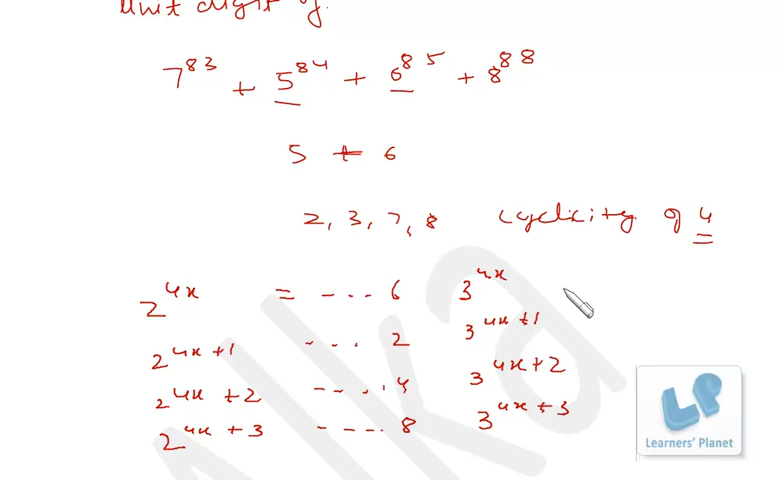 Unit digit of
7^83 + 5^84 + 6^85 + 8^88
5 + 6
2, 3, 7, 8 cyclicity of 4
2^4x = --- 6 3^4x
2^4x+1 ... 2 3^4x+1
2^4x+2 ---- 4 3^4x+2
2^4x+3 ---- 8 3^4x+3
LP
Learners' Planet
Alka